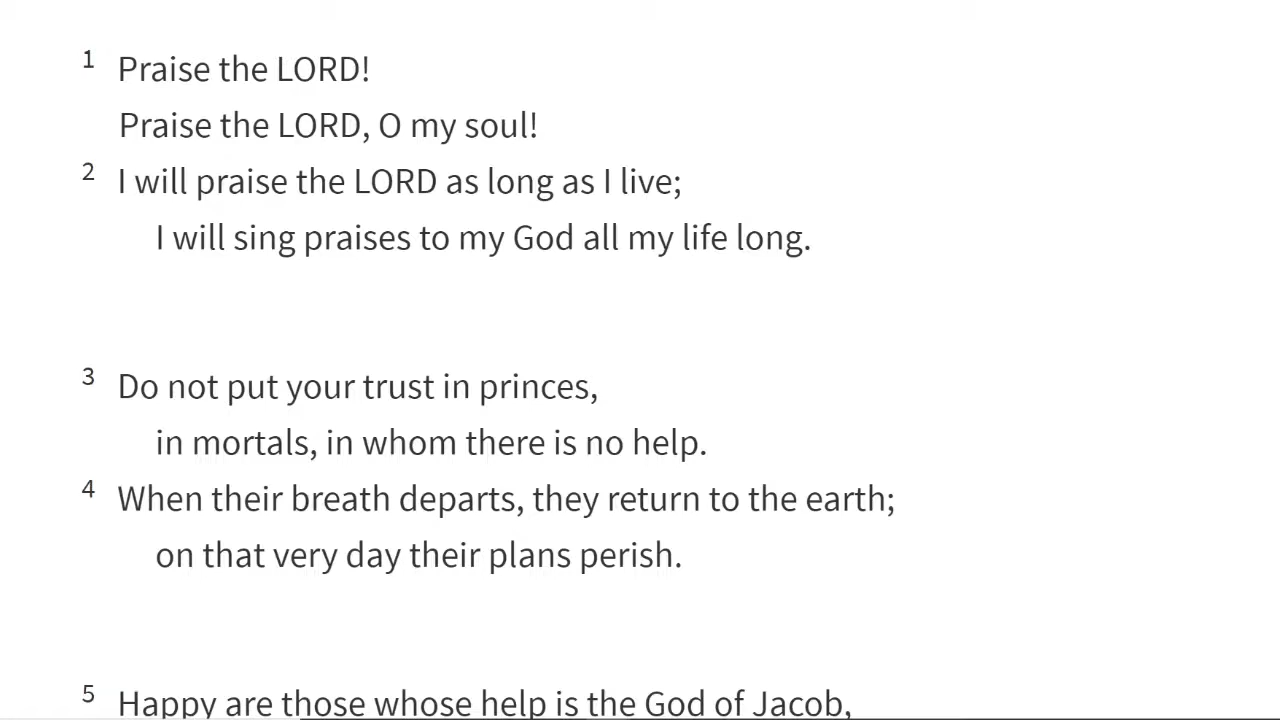 1 Praise the LORD!
Praise the LORD, O my soul!
2 I will praise the LORD as long as I live;
I will sing praises to my God all my life long.
3 Do not put your trust in princes,
in mortals, in whom there is no help.
4 When their breath departs, they return to the earth;
on that very day their plans perish.
5 Happy are those whose help is the God of Jacob,